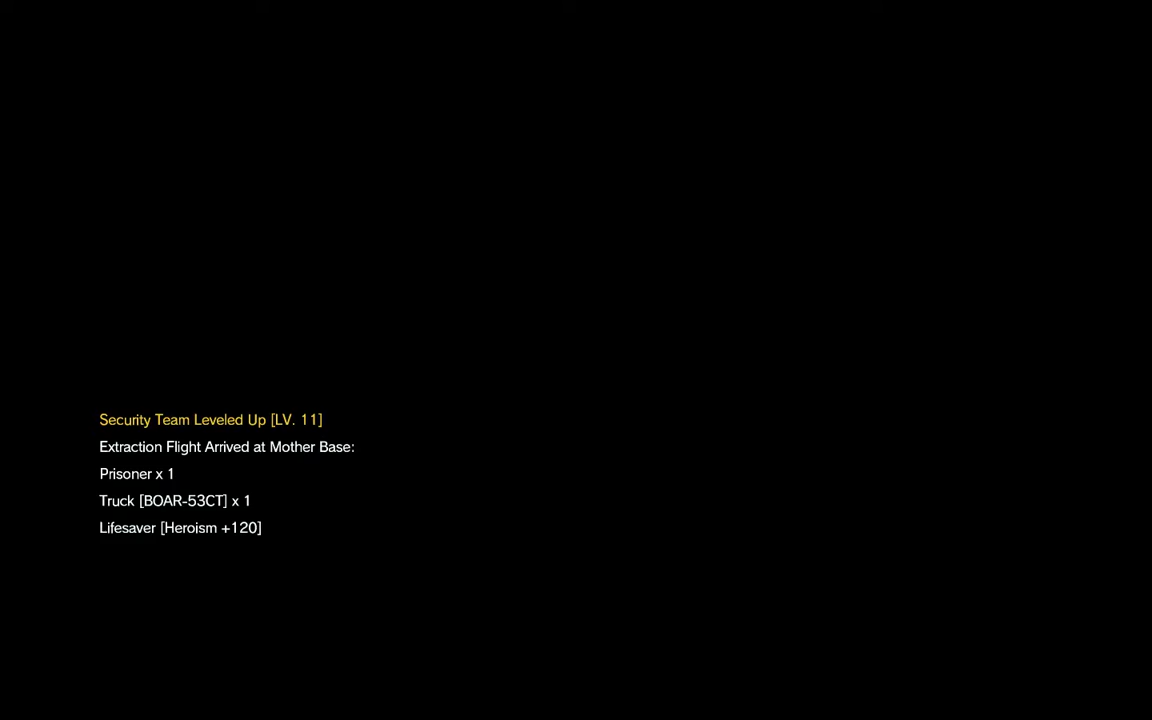 Security Team Leveled Up [LV. 11]
Extraction Flight Arrived at Mother Base:
Prisoner x 1
Truck [BOAR-53CT] x 1
Lifesaver [Heroism +120]